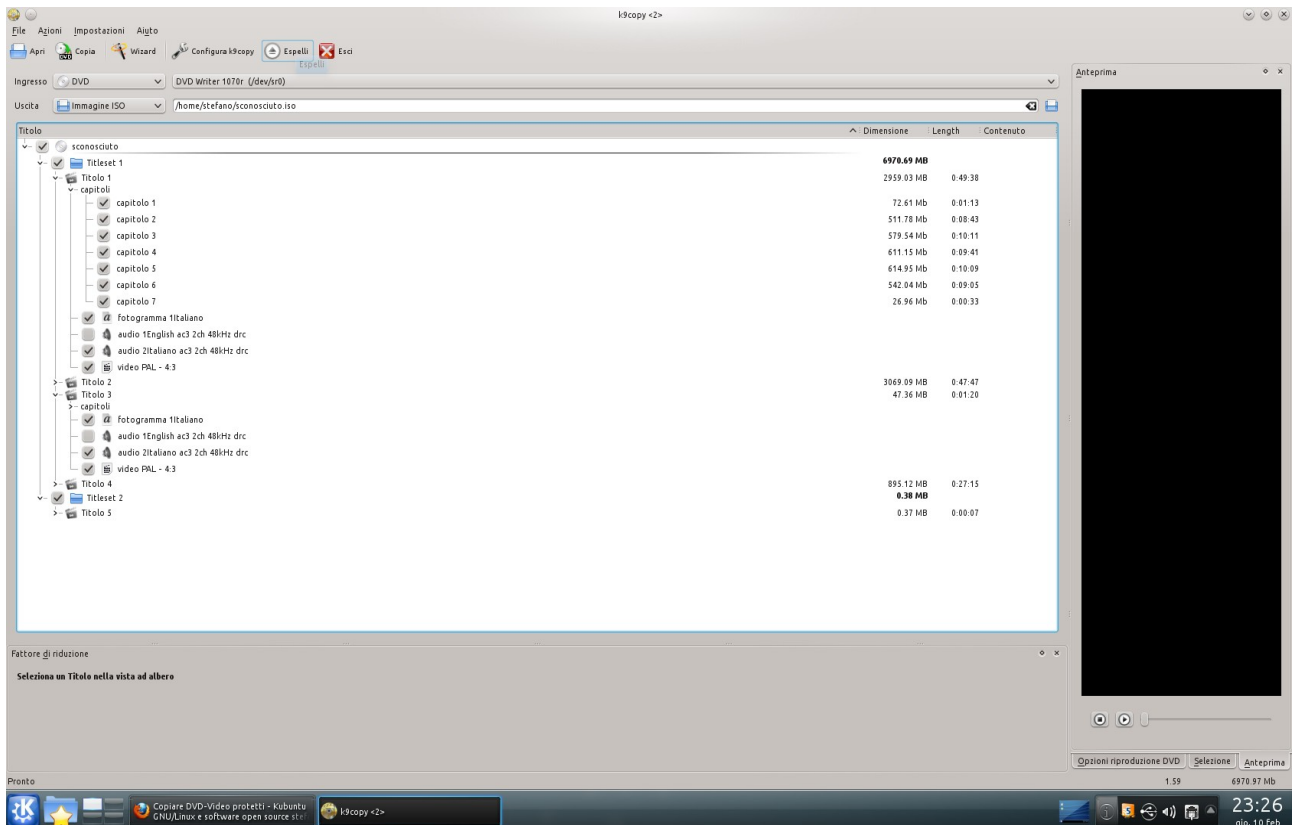 k9copy <2>
File Azioni Impostazioni Aiuto
Apri Copia Wizard Configura k9copy Espelli Esci
Espelli
Ingresso DVD DVD Writer 1070r (/dev/sr0)
Uscita Immagine ISO /home/stefano/sconosciuto.iso
Titolo Dimensione Length Contenuto
sconosciuto
Titleset 1 6970.69 MB
Titolo 1 2959.03 MB 0:49:38
capitoli
capitolo 1 72.61 Mb 0:01:13
capitolo 2 511.78 Mb 0:08:43
capitolo 3 579.54 Mb 0:10:11
capitolo 4 611.15 Mb 0:09:41
capitolo 5 614.95 Mb 0:10:09
capitolo 6 542.04 Mb 0:09:05
capitolo 7 26.96 Mb 0:00:33
fotogramma 1Italiano
audio 1English ac3 2ch 48kHz drc
audio 2Italiano ac3 2ch 48kHz drc
video PAL - 4:3
Titolo 2 3069.09 MB 0:47:47
Titolo 3 47.36 MB 0:01:20
capitoli
fotogramma 1Italiano
audio 1English ac3 2ch 48kHz drc
audio 2Italiano ac3 2ch 48kHz drc
video PAL - 4:3
Titolo 4 895.12 MB 0:27:15
Titleset 2 0.38 MB
Titolo 5 0.37 MB 0:00:07
Anteprima
Fattore di riduzione
Seleziona un Titolo nella vista ad albero
Opzioni riproduzione DVD Selezione Anteprima
Pronto 1.59 6970.97 Mb
Copiare DVD-Video protetti - Kubuntu
GNU/Linux e software open source stef
k9copy <2>
23:26
gio, 10 feb